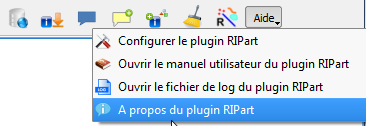 Aide
Configurer le plugin RIPart
Ouvrir le manuel utilisateur du plugin RIPart
Ouvrir le fichier de log du plugin RIPart
A propos du plugin RIPart